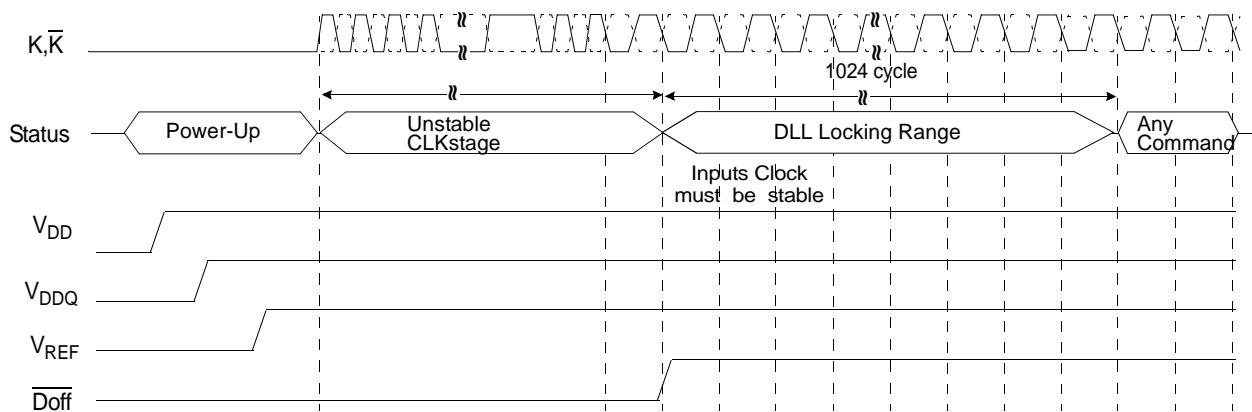 K,K̅
1024 cycle
Status
Power-Up
Unstable
CLKstage
DLL Locking Range
Any
Command
Inputs Clock
must be stable
VDD
VDDQ
VREF
D̅o̅f̅f̅